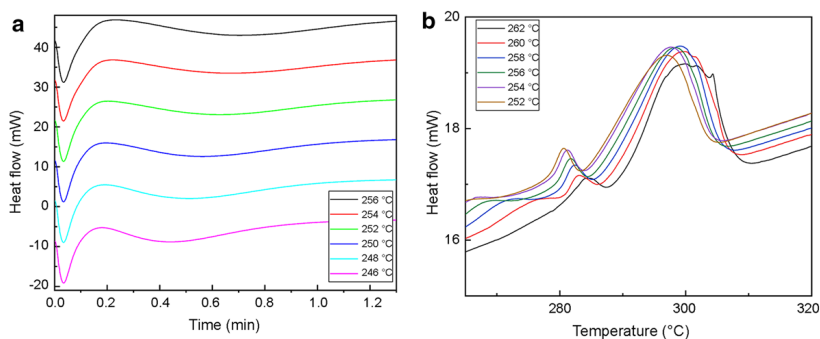 a
Heat flow (mW)
40
30
20
10
0
-10
-20
0.0
0.2
0.4
0.6
0.8
1.0
1.2
Time (min)
256 °C
254 °C
252 °C
250 °C
248 °C
246 °C
b
Heat flow (mW)
20
18
16
280
300
320
Temperature (°C)
262 °C
260 °C
258 °C
256 °C
254 °C
252 °C